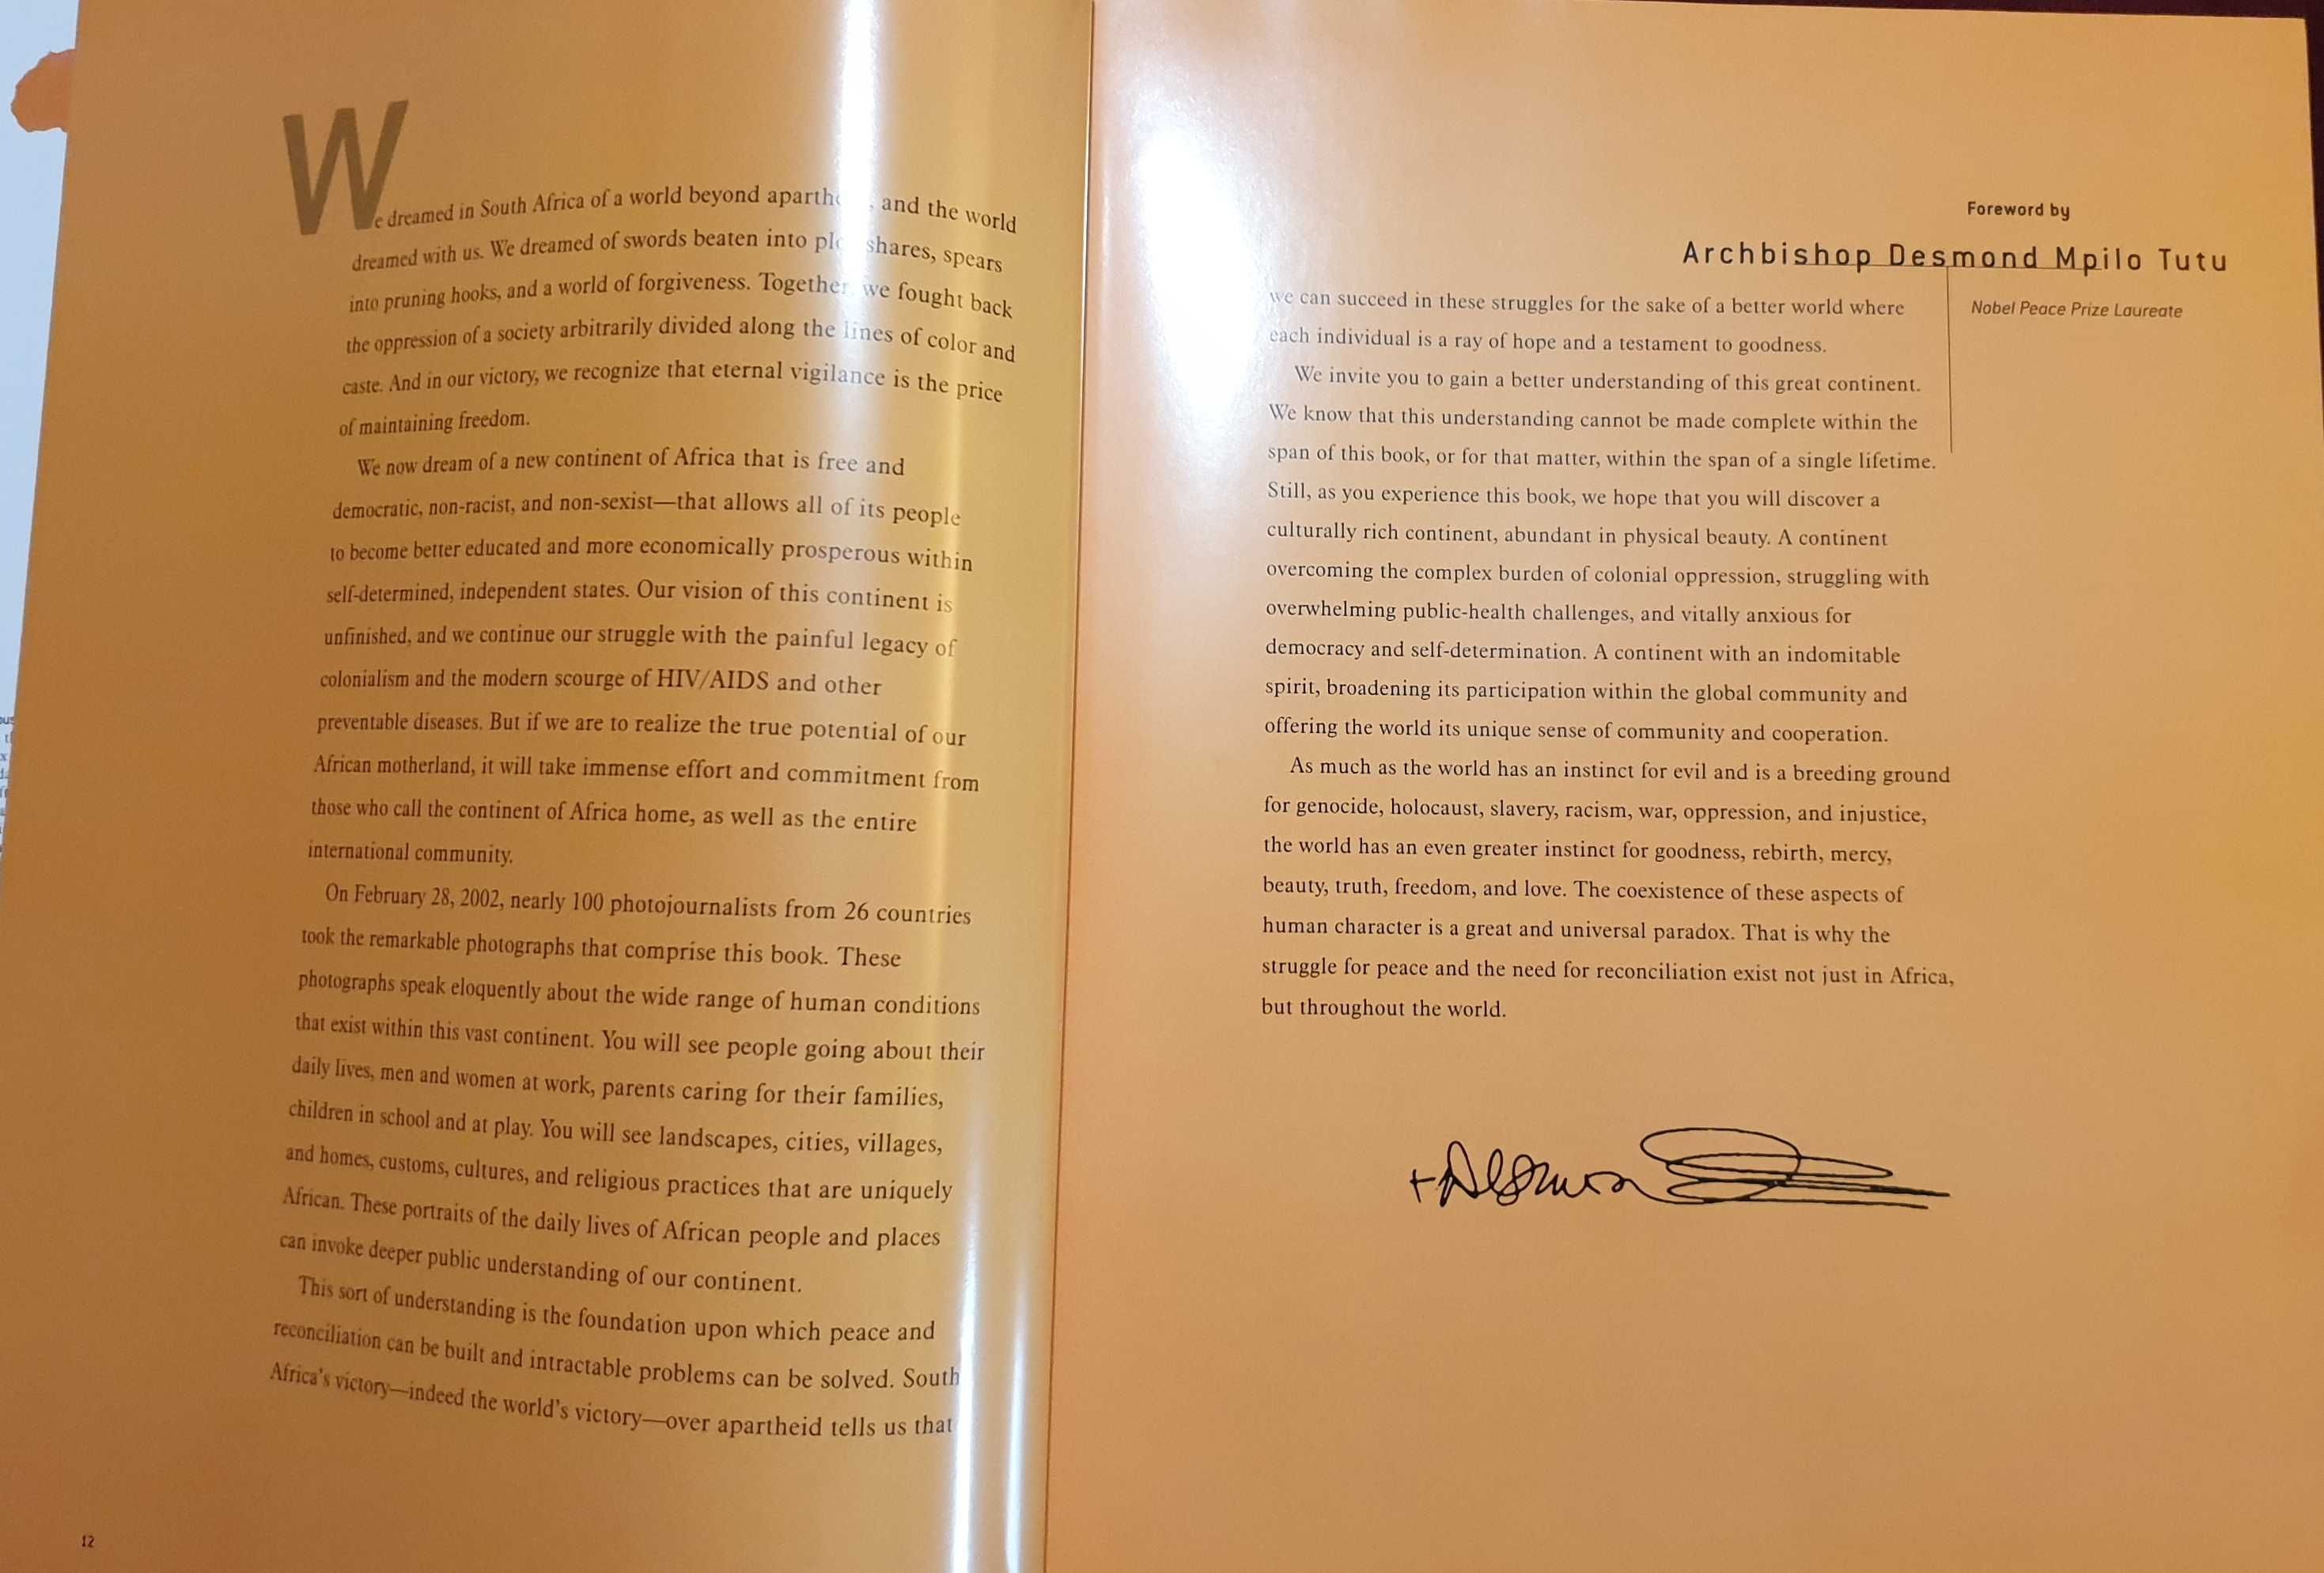 We dreamed in South Africa of a world beyond , and the world
dreamed with us. We dreamed of swords beaten into , spears
into pruning hooks, and a world of forgiveness. Together we fought back
the oppression of a society arbitrarily divided along the lines of color and
caste. And in our victory, we recognize that eternal vigilance is the price
of maintaining freedom.
We now dream of a new continent of Africa that is free and
democratic, non-racist, and non-sexist—that allows all of its people
to become better educated and more economically prosperous within
self-determined, independent states. Our vision of this continent is
unfinished, and we continue our struggle with the painful legacy of
colonialism and the modern scourge of HIV/AIDS and other
preventable diseases. But if we are to realize the true potential of our
African motherland, it will take immense effort and commitment from
those who call the continent of Africa home, as well as the entire
international community.
On February 28, 2002, nearly 100 photojournalists from 26 countries
took the remarkable photographs that comprise this book. These
photographs speak eloquently about the wide range of human conditions
that exist within this vast continent. You will see people going about their
daily lives, men and women at work, parents caring for their families,
children in school and at play. You will see landscapes, cities, villages,
and homes, customs, cultures, and religious practices that are uniquely
African. These portraits of the daily lives of African people and places
can invoke deeper public understanding of our continent.
This sort of understanding is the foundation upon which peace and
reconciliation can be built and intractable problems can be solved. South
Africa's victory—indeed the world's victory—over apartheid tells us that
12
Foreword by
Archbishop Desmond Mpilo Tutu
Nobel Peace Prize Laureate
we can succeed in these struggles for the sake of a better world where
each individual is a ray of hope and a testament to goodness.
We invite you to gain a better understanding of this great continent.
We know that this understanding cannot be made complete within the
span of this book, or for that matter, within the span of a single lifetime.
Still, as you experience this book, we hope that you will discover a
culturally rich continent, abundant in physical beauty. A continent
overcoming the complex burden of colonial oppression, struggling with
overwhelming public-health challenges, and vitally anxious for
democracy and self-determination. A continent with an indomitable
spirit, broadening its participation within the global community and
offering the world its unique sense of community and cooperation.
As much as the world has an instinct for evil and is a breeding ground
for genocide, holocaust, slavery, racism, war, oppression, and injustice,
the world has an even greater instinct for goodness, rebirth, mercy,
beauty, truth, freedom, and love. The coexistence of these aspects of
human character is a great and universal paradox. That is why the
struggle for peace and the need for reconciliation exist not just in Africa,
but throughout the world.